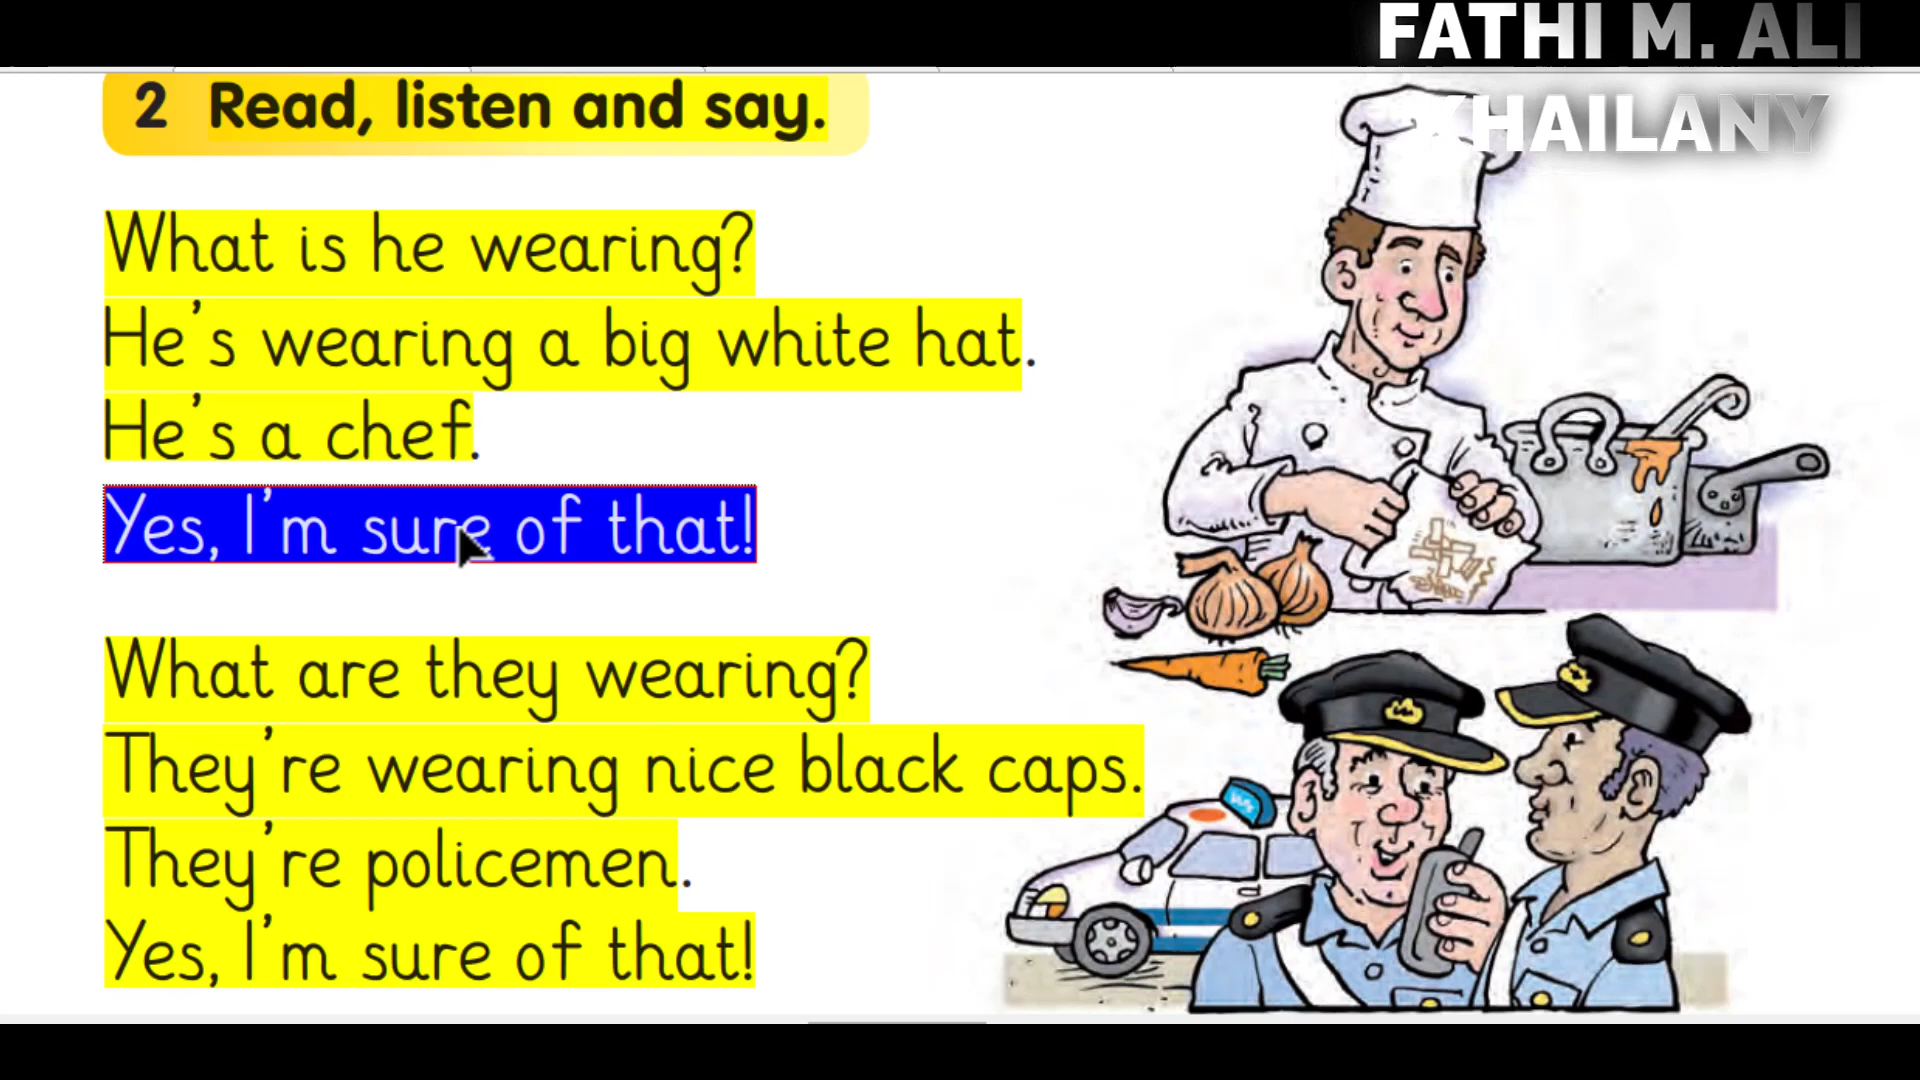 FATHI M. ALI
KHAILANY
2 Read, listen and say.
What is he wearing?
He's wearing a big white hat.
He's a chef.
Yes, I'm sure of that!
What are they wearing?
They're wearing nice black caps.
They're policemen.
Yes, I'm sure of that!